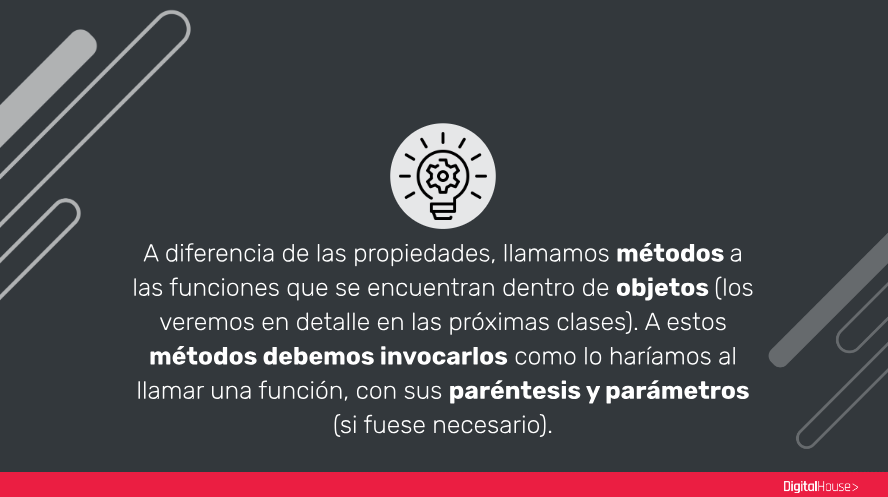 A diferencia de las propiedades, llamamos métodos a
las funciones que se encuentran dentro de objetos (los
veremos en detalle en las próximas clases). A estos
métodos debemos invocarlos como lo haríamos al
llamar una función, con sus paréntesis y parámetros
(si fuese necesario).
DigitalHouse>